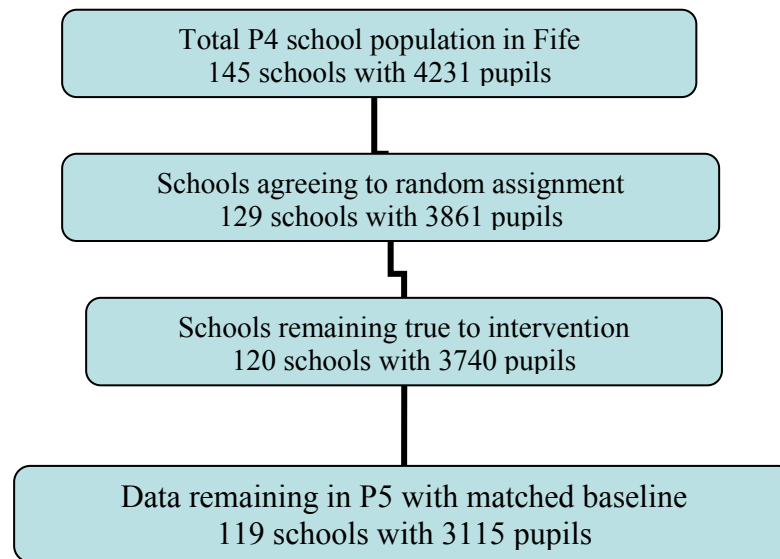 Total P4 school population in Fife
145 schools with 4231 pupils
Schools agreeing to random assignment
129 schools with 3861 pupils
Schools remaining true to intervention
120 schools with 3740 pupils
Data remaining in P5 with matched baseline
119 schools with 3115 pupils